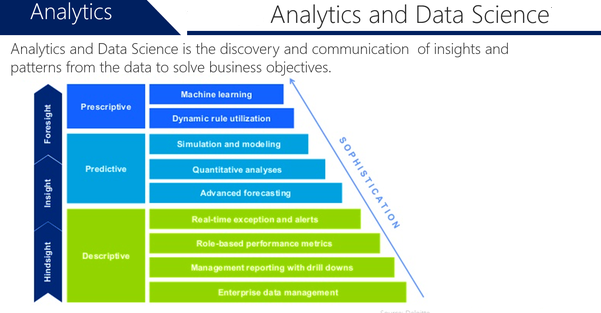 Analytics
Analytics and Data Science
Analytics and Data Science is the discovery and communication of insights and
patterns from the data to solve business objectives.
Foresight
Insight
Hindsight
Prescriptive
Machine learning
Dynamic rule utilization
Predictive
Simulation and modeling
Quantitative analyses
Advanced forecasting
Descriptive
Real-time exception and alerts
Role-based performance metrics
Management reporting with drill downs
Enterprise data management
SOPHISTICATION